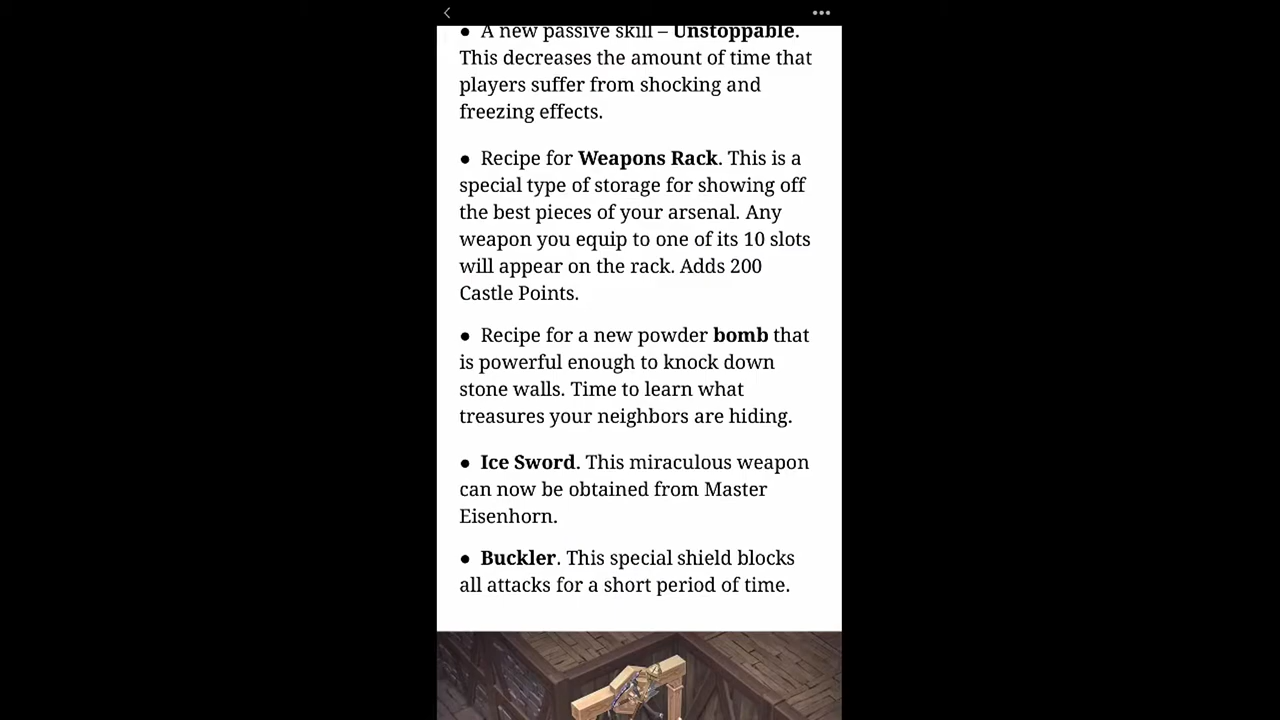 ● A new passive skill – Unstoppable.
This decreases the amount of time that
players suffer from shocking and
freezing effects.
● Recipe for Weapons Rack. This is a
special type of storage for showing off
the best pieces of your arsenal. Any
weapon you equip to one of its 10 slots
will appear on the rack. Adds 200
Castle Points.
● Recipe for a new powder bomb that
is powerful enough to knock down
stone walls. Time to learn what
treasures your neighbors are hiding.
● Ice Sword. This miraculous weapon
can now be obtained from Master
Eisenhorn.
● Buckler. This special shield blocks
all attacks for a short period of time.